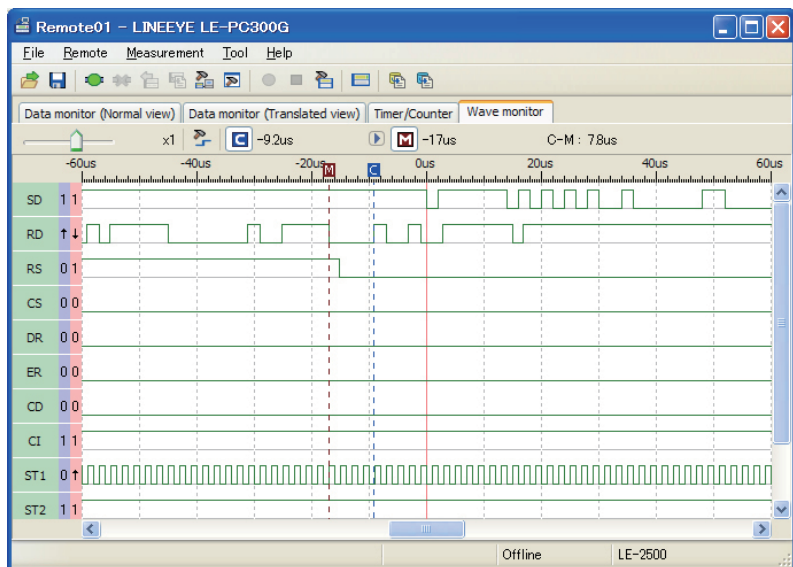 Remote01 - LINEEYE LE-PC300G
File Remote Measurement Tool Help
Data monitor (Normal view) Data monitor (Translated view) Timer/Counter Wave monitor
x1 C -9.2us M -17us C-M : 7.8us
-60us -40us -20us 0us 20us 40us 60us
M C
SD 1 1
RD ↑ ↓
RS 0 1
CS 0 0
DR 0 0
ER 0 0
CD 0 0
CI 1 1
ST1 0 ↑
ST2 1 1
Offline LE-2500